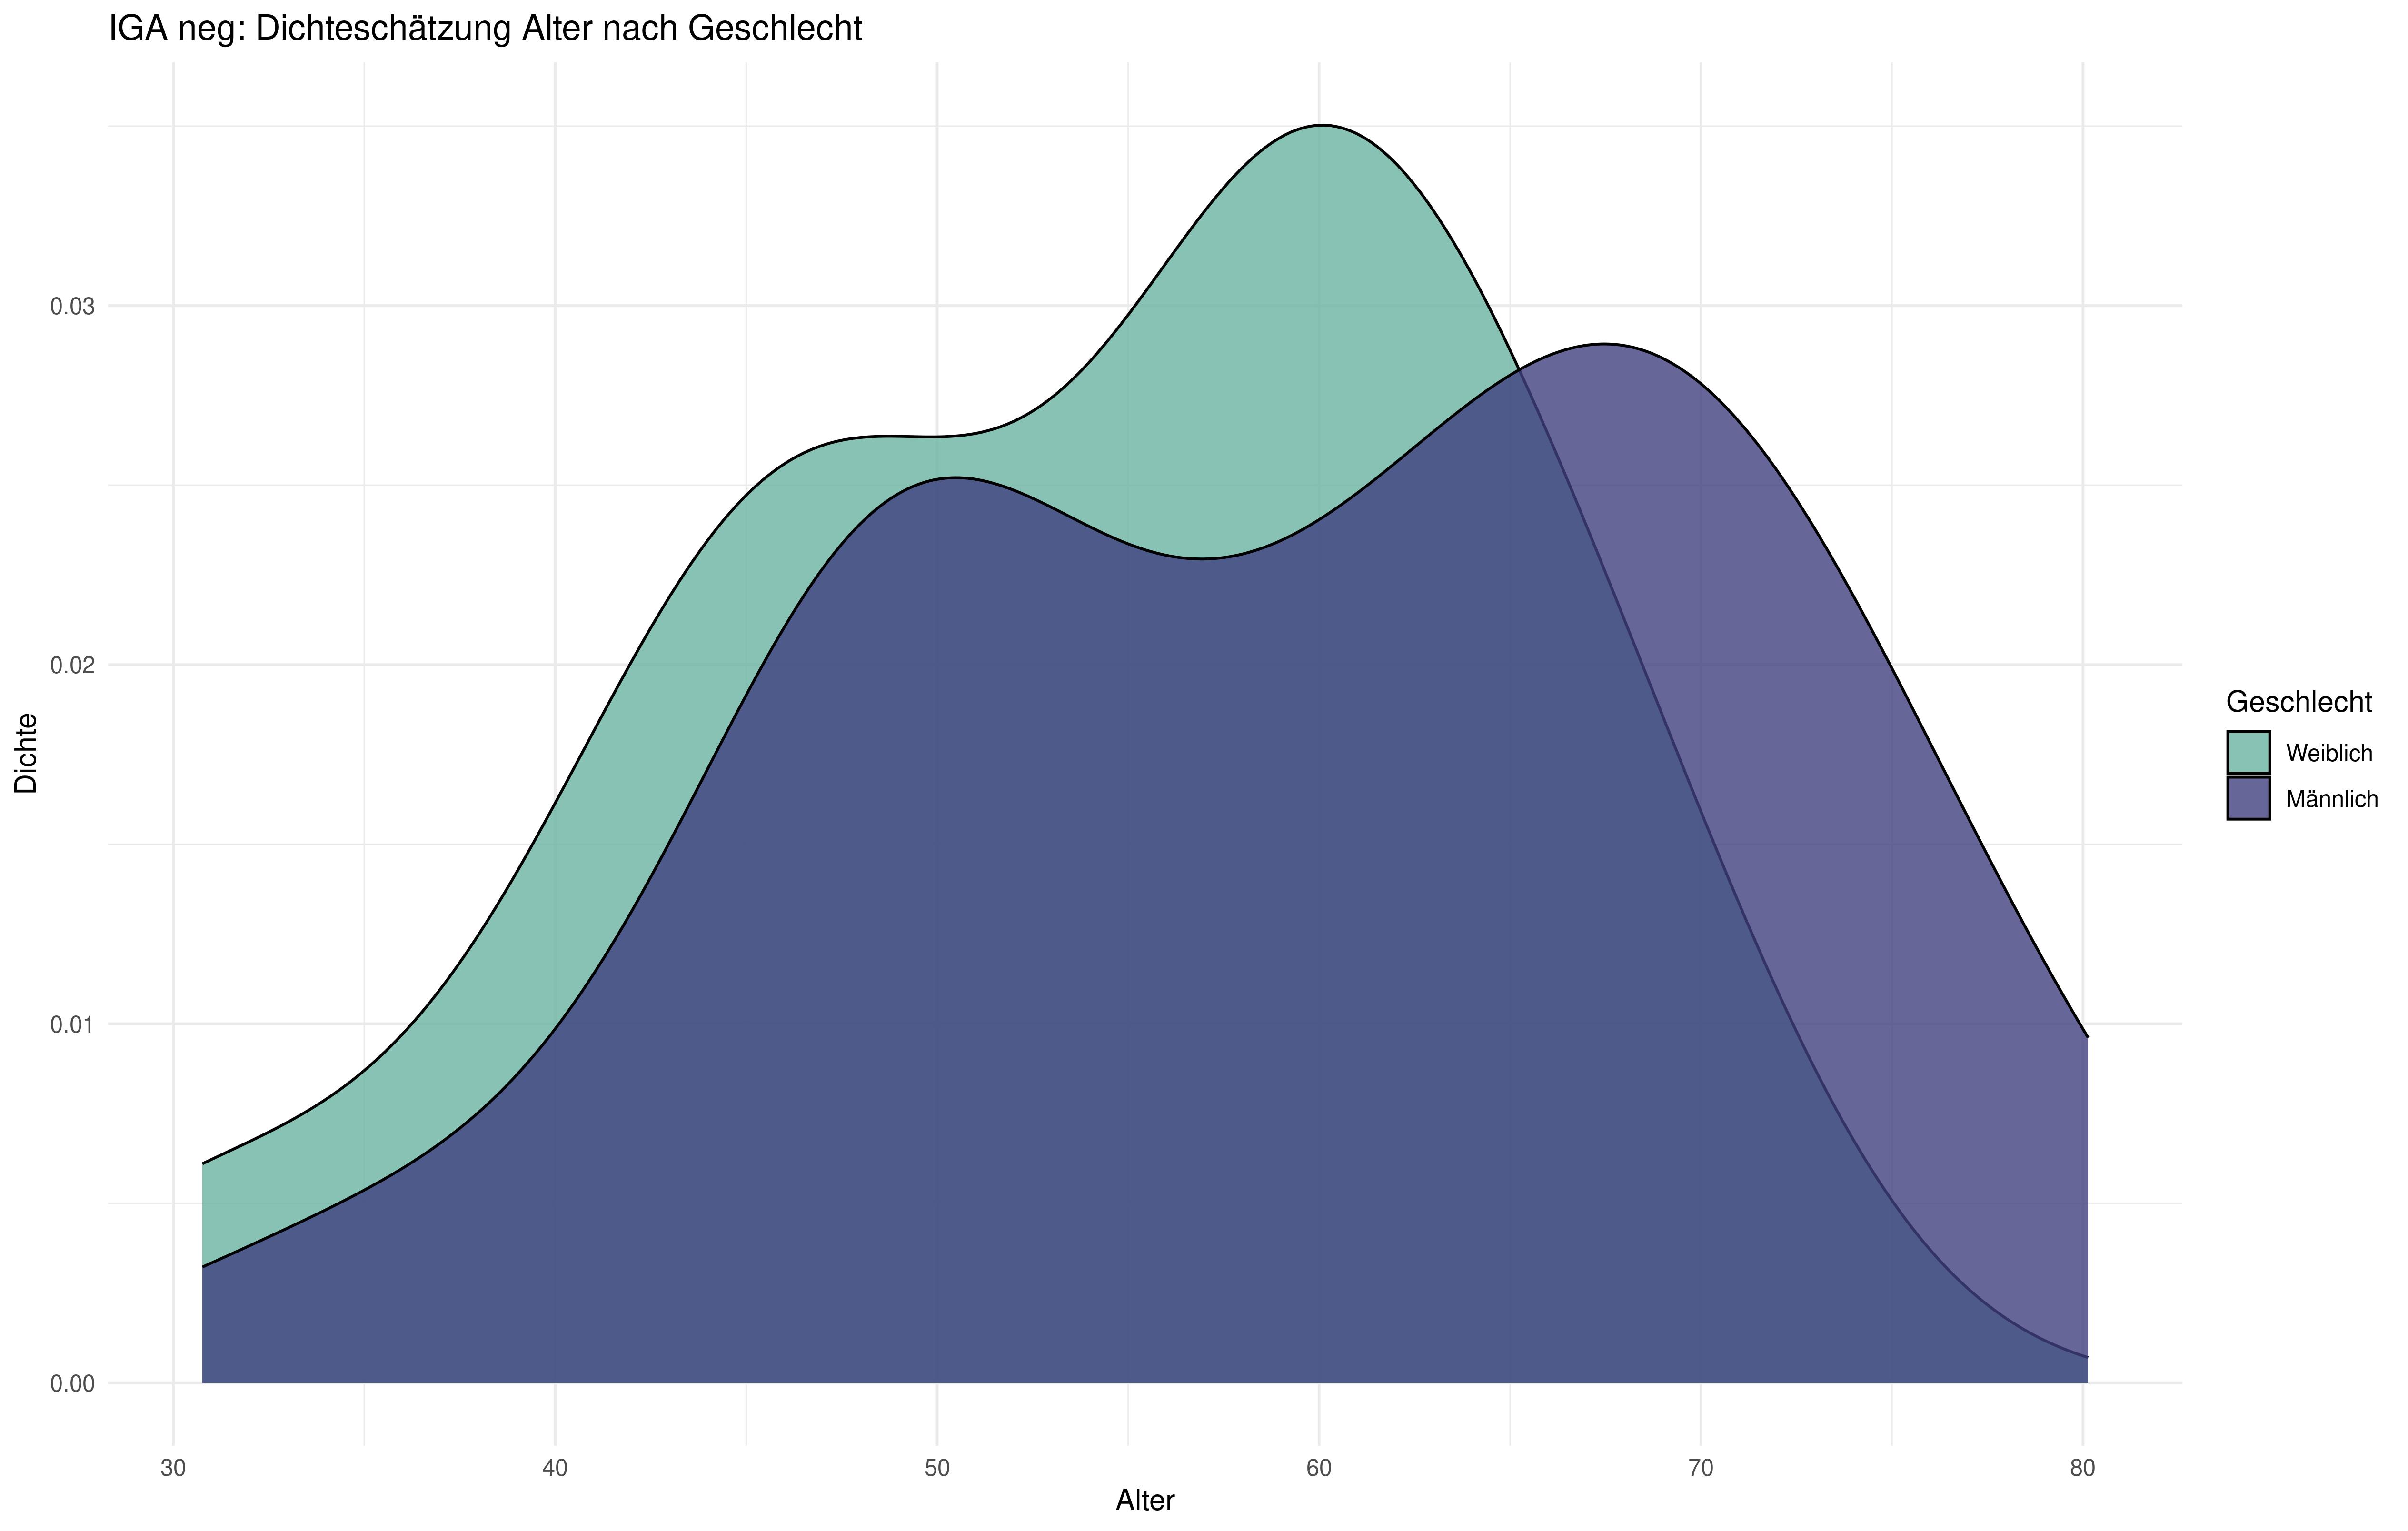 IGA neg: Dichteschätzung Alter nach Geschlecht
Dichte
0.03
0.02
0.01
0.00
30 40 50 60 70 80
Alter
Geschlecht
Weiblich
Männlich